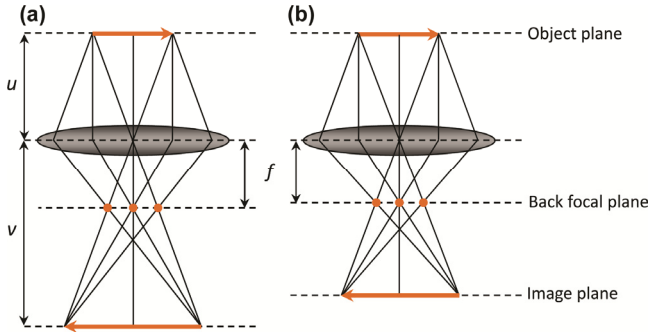 (a)
(b)
Object plane
u
f
v
Back focal plane
Image plane